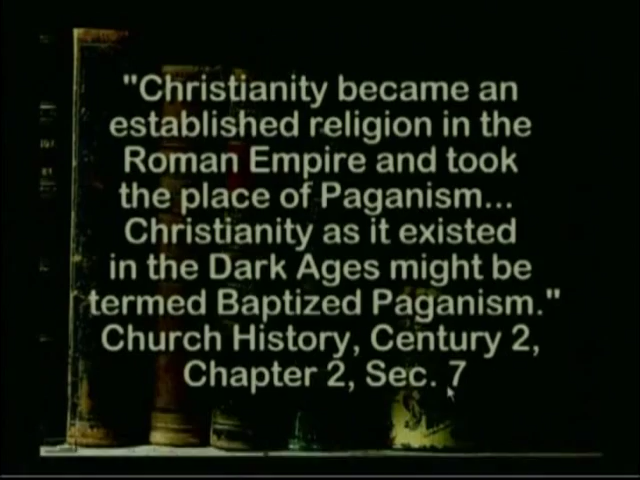 "Christianity became an
established religion in the
Roman Empire and took
the place of Paganism...
Christianity as it existed
in the Dark Ages might be
termed Baptized Paganism."
Church History, Century 2,
Chapter 2, Sec. 7